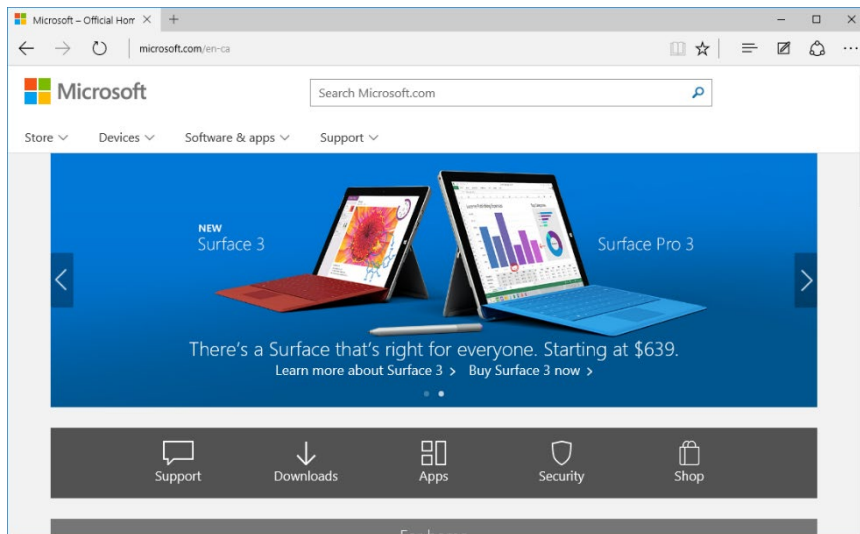 Microsoft – Official Hom
microsoft.com/en-ca
Microsoft
Search Microsoft.com
Store Devices Software & apps Support
NEW
Surface 3
Surface Pro 3
There's a Surface that's right for everyone. Starting at $639.
Learn more about Surface 3 > Buy Surface 3 now >
Support Downloads Apps Security Shop